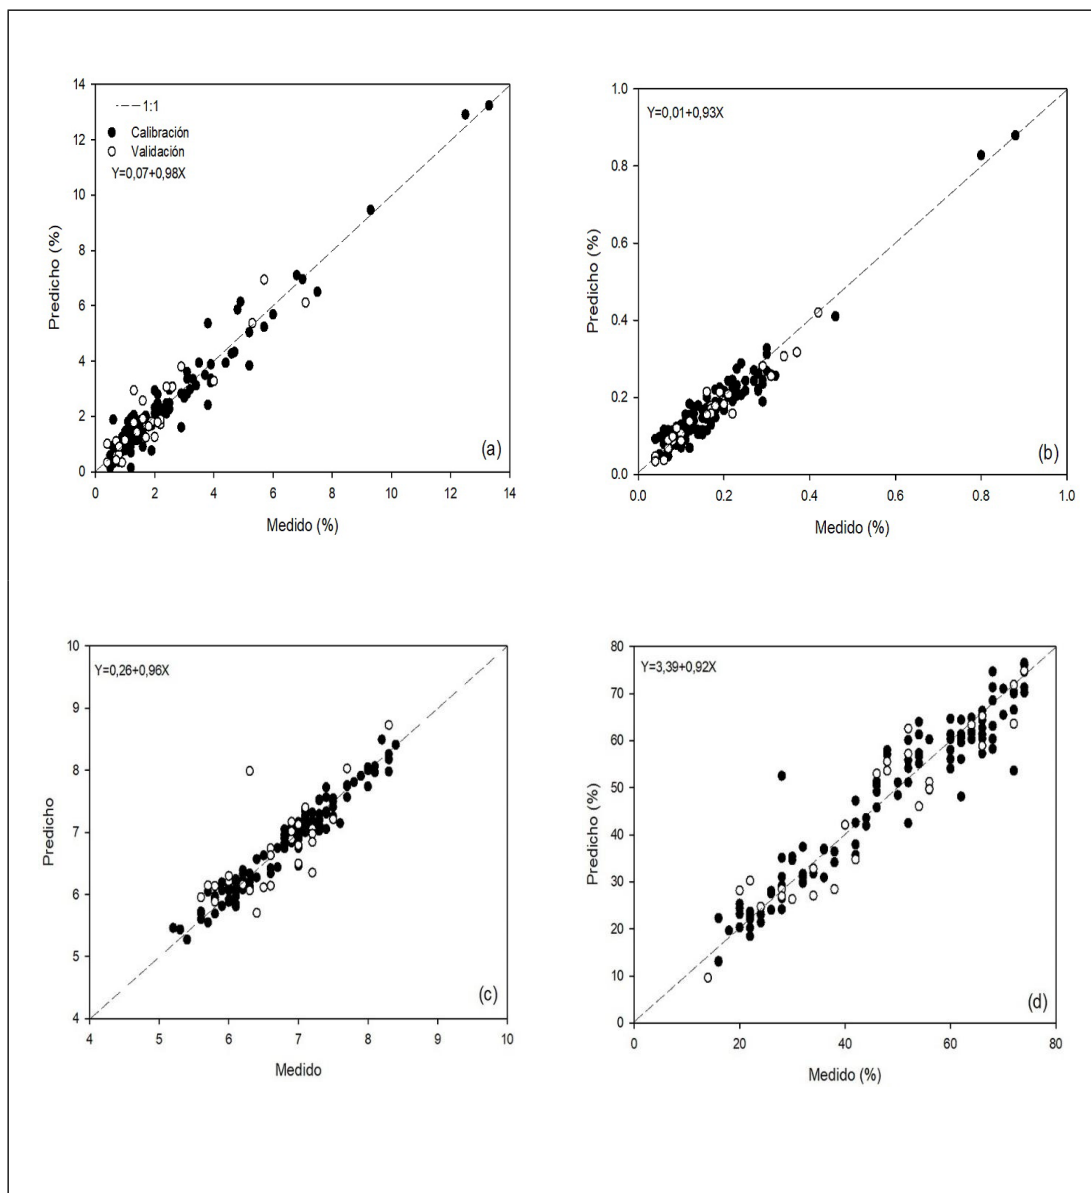 14
12
10
8
6
4
2
0
Predicho (%)
1:1
Calibración
Validación
Y=0,07+0,98X
(a)
0 2 4 6 8 10 12 14
Medido (%)
1.0
0.8
0.6
0.4
0.2
0.0
Predicho (%)
Y=0,01+0,93X
(b)
0.0 0.2 0.4 0.6 0.8 1.0
Medido (%)
10
9
8
7
6
5
4
Predicho
Y=0,26+0,96X
(c)
4 5 6 7 8 9 10
Medido
80
70
60
50
40
30
20
10
0
Predicho (%)
Y=3,39+0,92X
(d)
0 20 40 60 80
Medido (%)